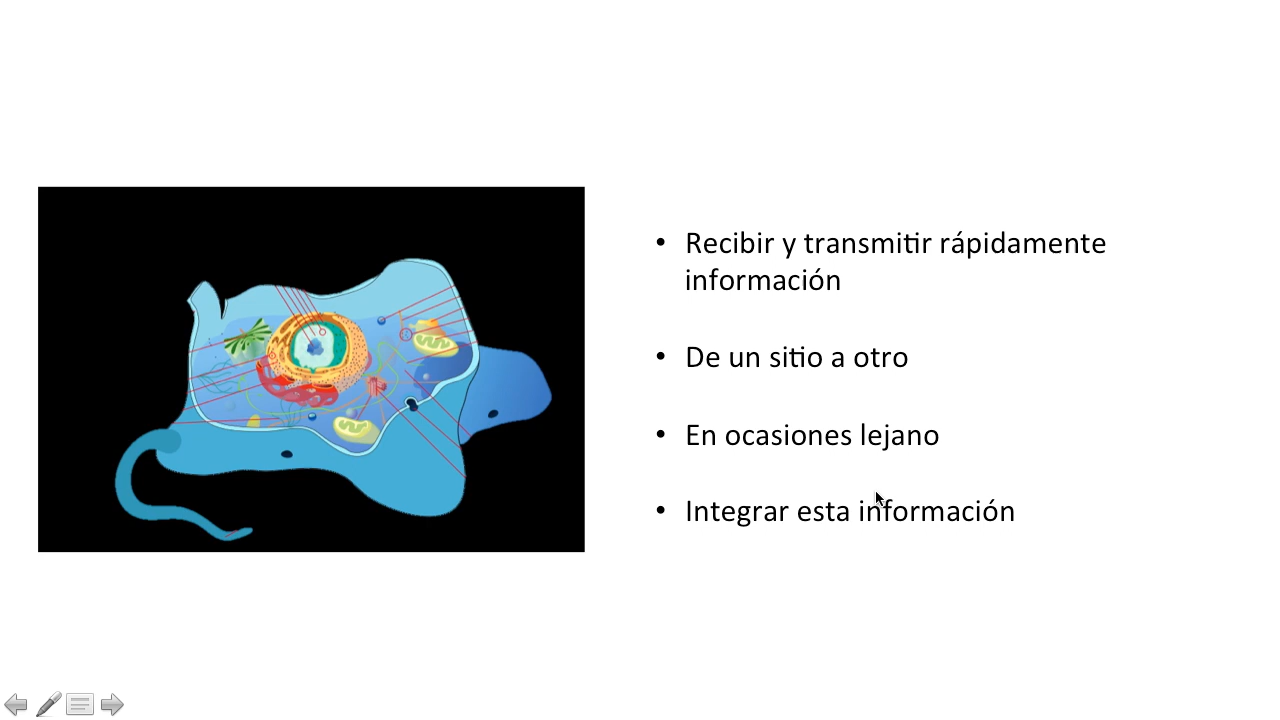 • Recibir y transmitir rápidamente
información
• De un sitio a otro
• En ocasiones lejano
• Integrar esta información